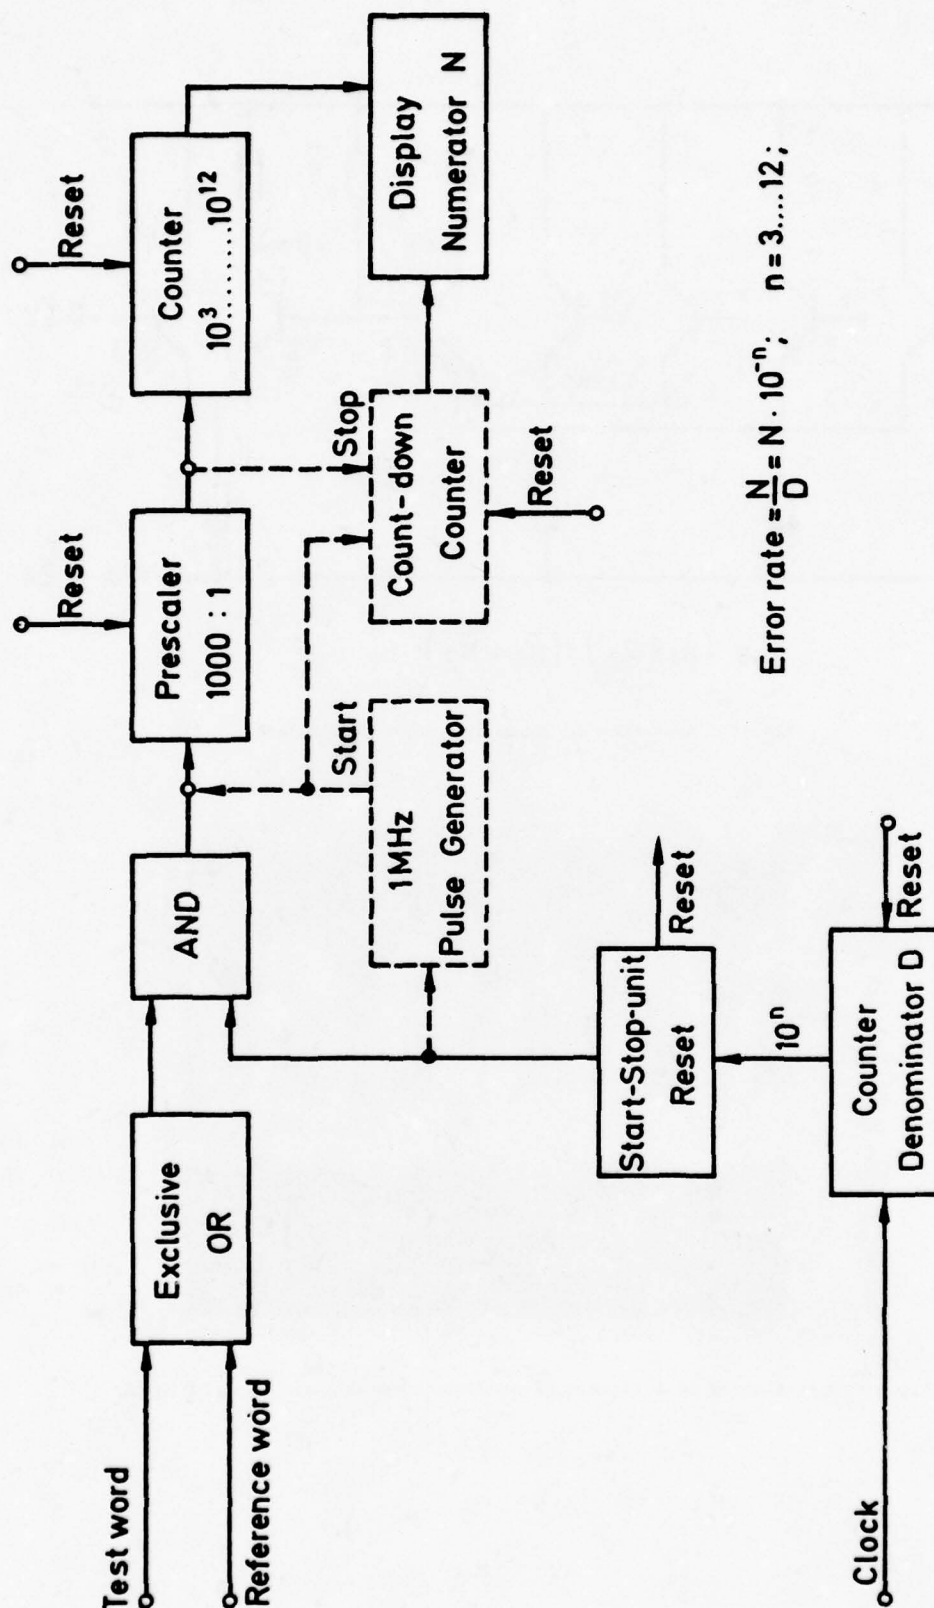 Test word
Reference word
Exclusive
OR
AND
Reset
Prescaler
1000 : 1
Reset
Counter
10³.........10¹²
Start
Stop
1MHz
Pulse Generator
Count-down
Counter
Reset
Display
Numerator N
Start-Stop-unit
Reset
Reset
10ⁿ
Clock
Counter
Denominator D
Reset
Error rate = N/D = N · 10⁻ⁿ; n = 3....12;